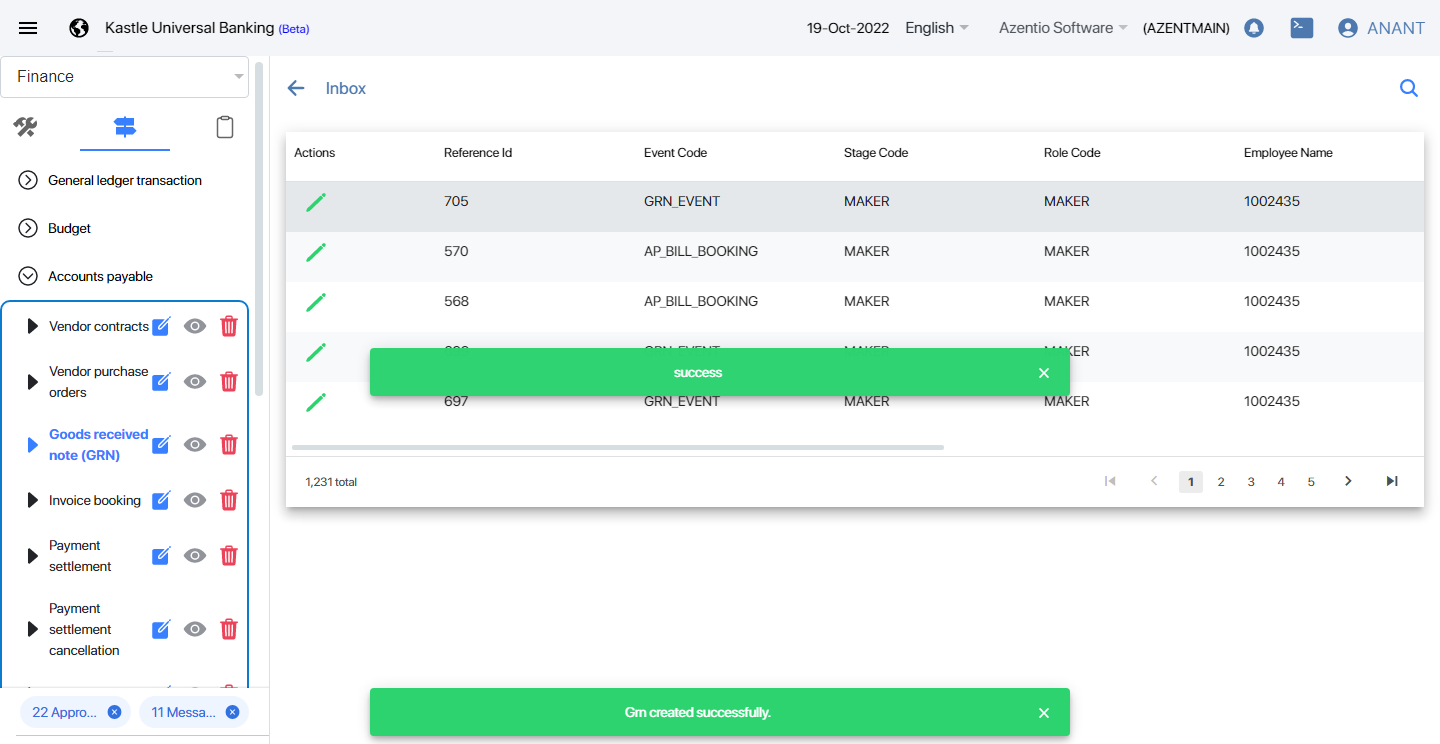 Kastle Universal Banking (Beta)
19-Oct-2022 English Azentio Software (AZENTMAIN) ANANT
Finance
General ledger transaction
Budget
Accounts payable
Vendor contracts
Vendor purchase
orders
Goods received
note (GRN)
Invoice booking
Payment
settlement
Payment
settlement
cancellation
22 Appro... 11 Messa...
Inbox
Actions Reference Id Event Code Stage Code Role Code Employee Name
705 GRN_EVENT MAKER MAKER 1002435
570 AP_BILL_BOOKING MAKER MAKER 1002435
568 AP_BILL_BOOKING MAKER MAKER 1002435
GRN_EVENT MAKER MAKER 1002435
success
697 GRN_EVENT MAKER MAKER 1002435
1,231 total
1 2 3 4 5
Grn created successfully.